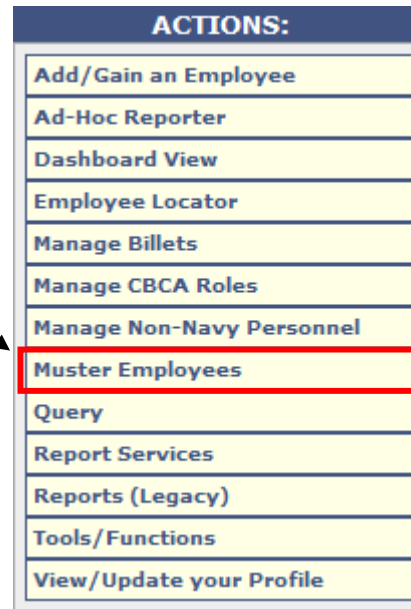 ACTIONS:
Add/Gain an Employee
Ad-Hoc Reporter
Dashboard View
Employee Locator
Manage Billets
Manage CBCA Roles
Manage Non-Navy Personnel
Muster Employees
Query
Report Services
Reports (Legacy)
Tools/Functions
View/Update your Profile